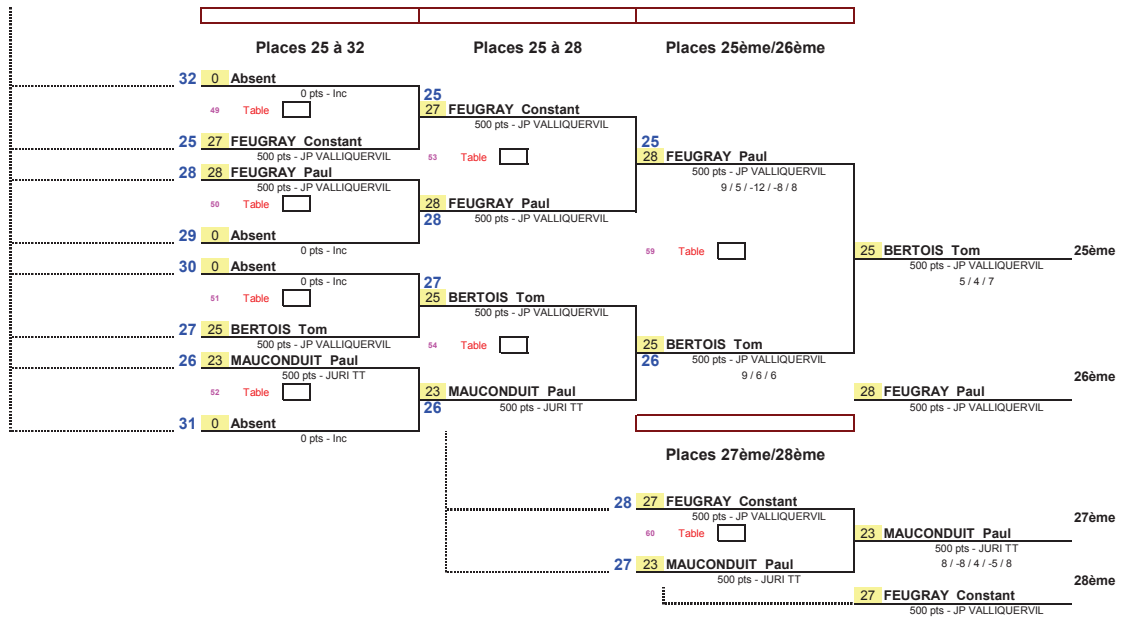 Places 25 à 32 Places 25 à 28 Places 25ème/26ème
32 0 Absent
0 pts - Inc
49 Table
25 27 FEUGRAY Constant
500 pts - JP VALLIQUERVIL
28 28 FEUGRAY Paul
500 pts - JP VALLIQUERVIL
50 Table
29 0 Absent
0 pts - Inc
30 0 Absent
0 pts - Inc
51 Table
27 25 BERTOIS Tom
500 pts - JP VALLIQUERVIL
26 23 MAUCONDUIT Paul
500 pts - JURI TT
52 Table
31 0 Absent
0 pts - Inc
25
27 FEUGRAY Constant
500 pts - JP VALLIQUERVIL
53 Table
28 FEUGRAY Paul
28 500 pts - JP VALLIQUERVIL
27
25 BERTOIS Tom
500 pts - JP VALLIQUERVIL
54 Table
23 MAUCONDUIT Paul
26 500 pts - JURI TT
25
28 FEUGRAY Paul
500 pts - JP VALLIQUERVIL
9 / 5 / -12 / -8 / 8
59 Table
25 BERTOIS Tom
26 500 pts - JP VALLIQUERVIL
9 / 6 / 6
25 BERTOIS Tom 25ème
500 pts - JP VALLIQUERVIL
5 / 4 / 7
26ème
28 FEUGRAY Paul
500 pts - JP VALLIQUERVIL
Places 27ème/28ème
28 27 FEUGRAY Constant
500 pts - JP VALLIQUERVIL
60 Table
27 23 MAUCONDUIT Paul
500 pts - JURI TT
27ème
23 MAUCONDUIT Paul
500 pts - JURI TT
8 / -8 / 4 / -5 / 8
28ème
27 FEUGRAY Constant
500 pts - JP VALLIQUERVIL